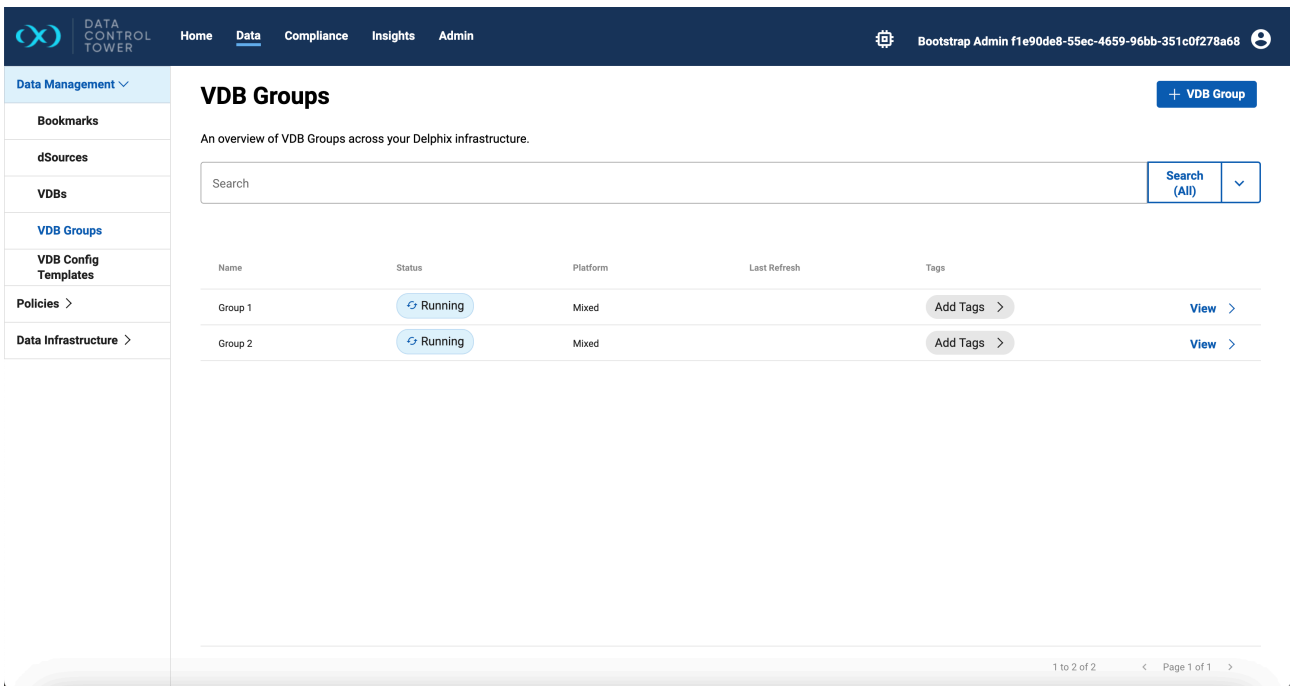 DATA
CONTROL
TOWER
Home Data Compliance Insights Admin
Bootstrap Admin f1e90de8-55ec-4659-96bb-351c0f278a68
Data Management
Bookmarks
dSources
VDBs
VDB Groups
VDB Config
Templates
Policies
Data Infrastructure
VDB Groups
+ VDB Group
An overview of VDB Groups across your Delphix infrastructure.
Search
Search
(All)
Name Status Platform Last Refresh Tags
Group 1 Running Mixed Add Tags View
Group 2 Running Mixed Add Tags View
1 to 2 of 2 Page 1 of 1